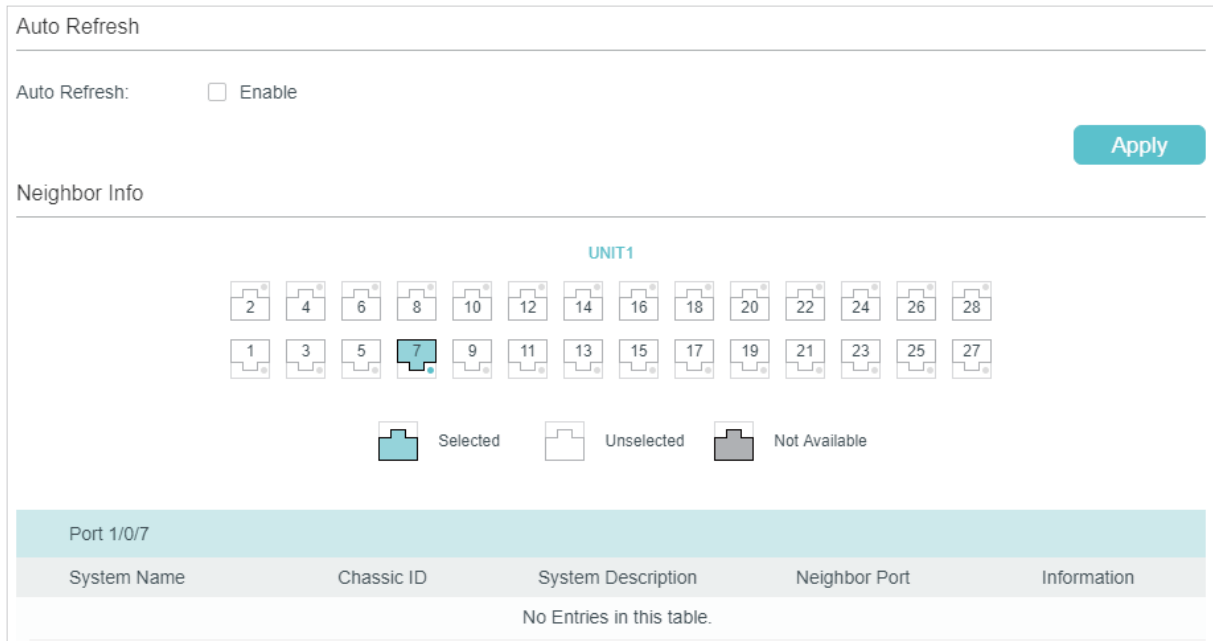 Auto Refresh
Auto Refresh: Enable
Apply
Neighbor Info
UNIT1
2 4 6 8 10 12 14 16 18 20 22 24 26 28
1 3 5 7 9 11 13 15 17 19 21 23 25 27
Selected Unselected Not Available
Port 1/0/7
System Name Chassic ID System Description Neighbor Port Information
No Entries in this table.